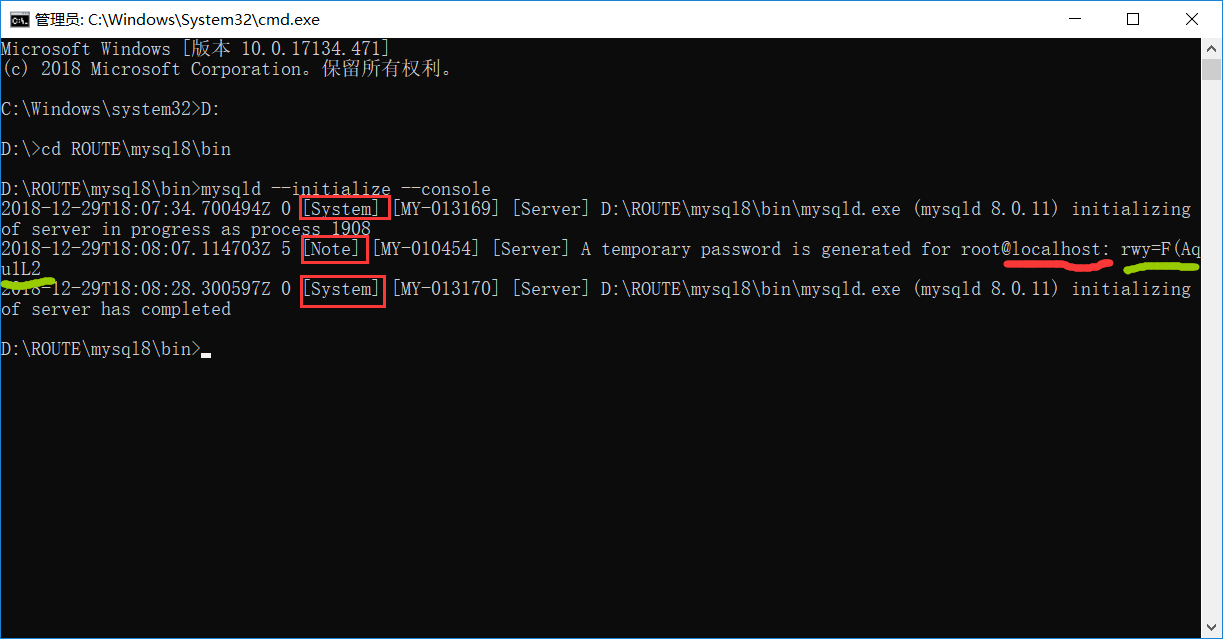 管理员: C:\Windows\System32\cmd.exe
Microsoft Windows [版本 10.0.17134.471]
(c) 2018 Microsoft Corporation。保留所有权利。
C:\Windows\system32>D:
D:\>cd ROUTE\mysql8\bin
D:\ROUTE\mysql8\bin>mysqld --initialize --console
2018-12-29T18:07:34.700494Z 0 [System] [MY-013169] [Server] D:\ROUTE\mysql8\bin\mysqld.exe (mysqld 8.0.11) initializing
of server in progress as process 1908
2018-12-29T18:08:07.114703Z 5 [Note] [MY-010454] [Server] A temporary password is generated for root@localhost: rwy=F(Aq
ulL2
2018-12-29T18:08:28.300597Z 0 [System] [MY-013170] [Server] D:\ROUTE\mysql8\bin\mysqld.exe (mysqld 8.0.11) initializing
of server has completed
D:\ROUTE\mysql8\bin>